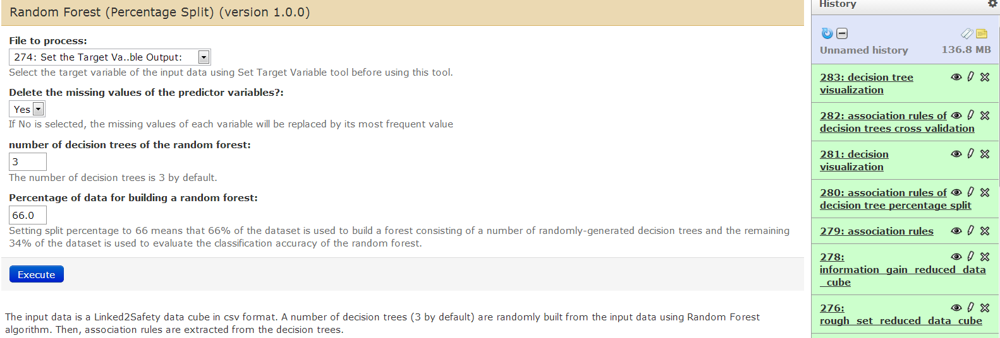 Random Forest (Percentage Split) (version 1.0.0)
File to process:
274: Set the Target Va..ble Output:
Select the target variable of the input data using Set Target Variable tool before using this tool.
Delete the missing values of the predictor variables?:
Yes
If No is selected, the missing values of each variable will be replaced by its most frequent value
number of decision trees of the random forest:
3
The number of decision trees is 3 by default.
Percentage of data for building a random forest:
66.0
Setting split percentage to 66 means that 66% of the dataset is used to build a forest consisting of a number of randomly-generated decision trees and the remaining
34% of the dataset is used to evaluate the classification accuracy of the random forest.
Execute
The input data is a Linked2Safety data cube in csv format. A number of decision trees (3 by default) are randomly built from the input data using Random Forest
algorithm. Then, association rules are extracted from the decision trees.
History
Unnamed history 136.8 MB
283: decision tree
visualization
282: association rules of
decision trees cross validation
281: decision
visualization
280: association rules of
decision tree percentage split
279: association rules
278:
information_gain_reduced_data
_cube
276:
rough_set_reduced_data_cube